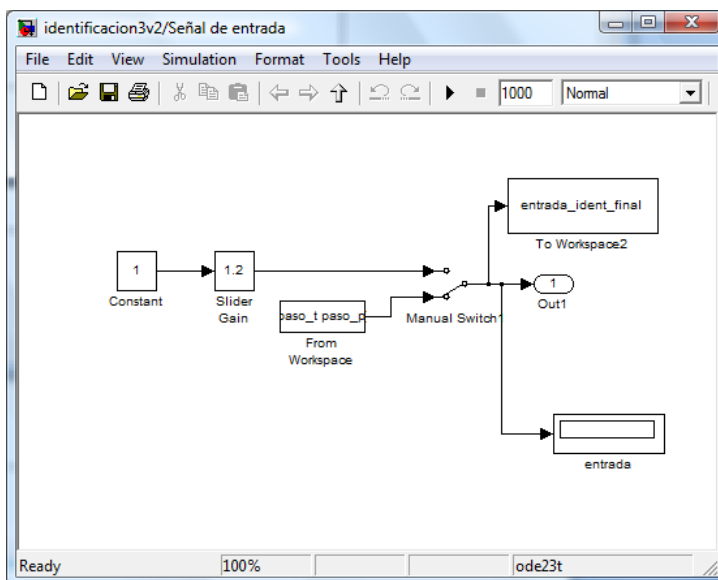 identificacion3v2/Señal de entrada
File Edit View Simulation Format Tools Help
1000 Normal
entrada_ident_final
To Workspace2
1
Constant
1.2
Slider
Gain
paso_t paso_p
From
Workspace
Manual Switch1
1
Out1
entrada
Ready 100% ode23t